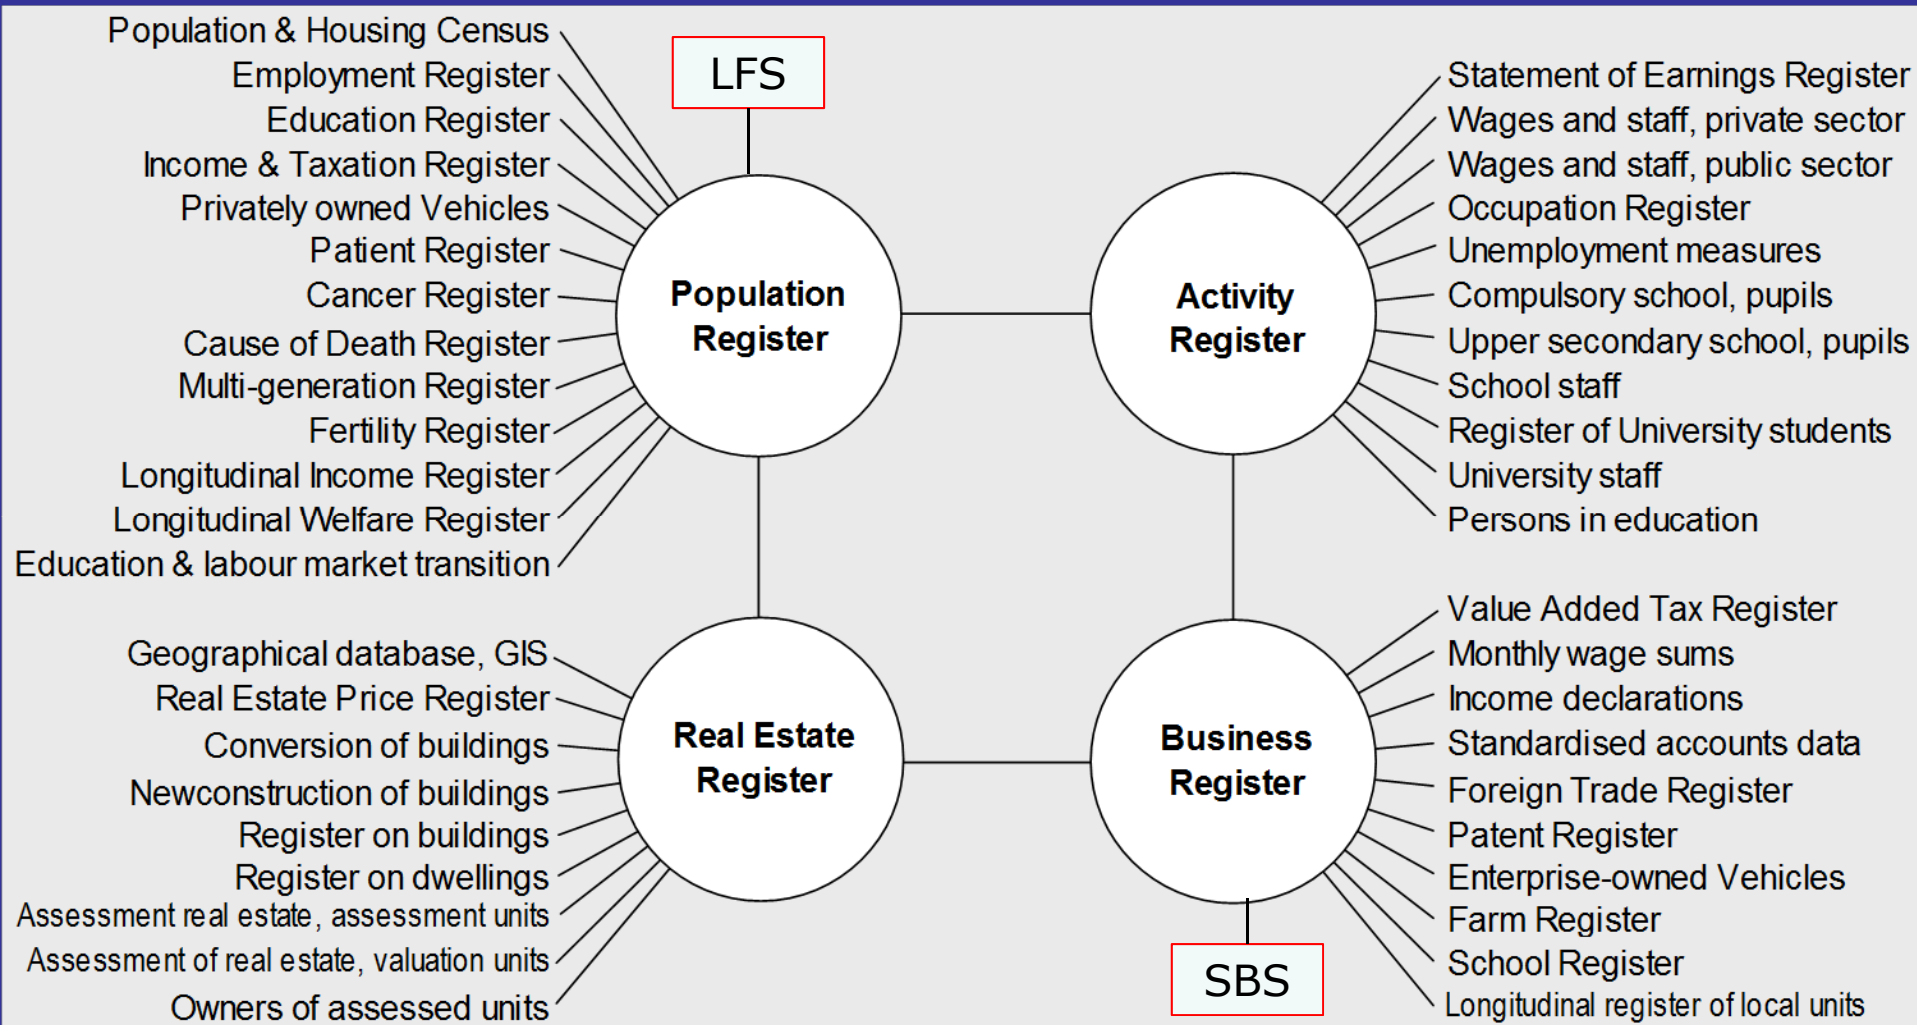 Population & Housing Census
Employment Register
Education Register
Income & Taxation Register
Privately owned Vehicles
Patient Register
Cancer Register
Cause of Death Register
Multi-generation Register
Fertility Register
Longitudinal Income Register
Longitudinal Welfare Register
Education & labour market transition
LFS
Population
Register
Statement of Earnings Register
Wages and staff, private sector
Wages and staff, public sector
Occupation Register
Unemployment measures
Compulsory school, pupils
Upper secondary school, pupils
School staff
Register of University students
University staff
Persons in education
Activity
Register
Geographical database, GIS
Real Estate Price Register
Conversion of buildings
Newconstruction of buildings
Register on buildings
Register on dwellings
Assessment real estate, assessment units
Assessment of real estate, valuation units
Owners of assessed units
Real Estate
Register
Business
Register
SBS
Value Added Tax Register
Monthly wage sums
Income declarations
Standardised accounts data
Foreign Trade Register
Patent Register
Enterprise-owned Vehicles
Farm Register
School Register
Longitudinal register of local units